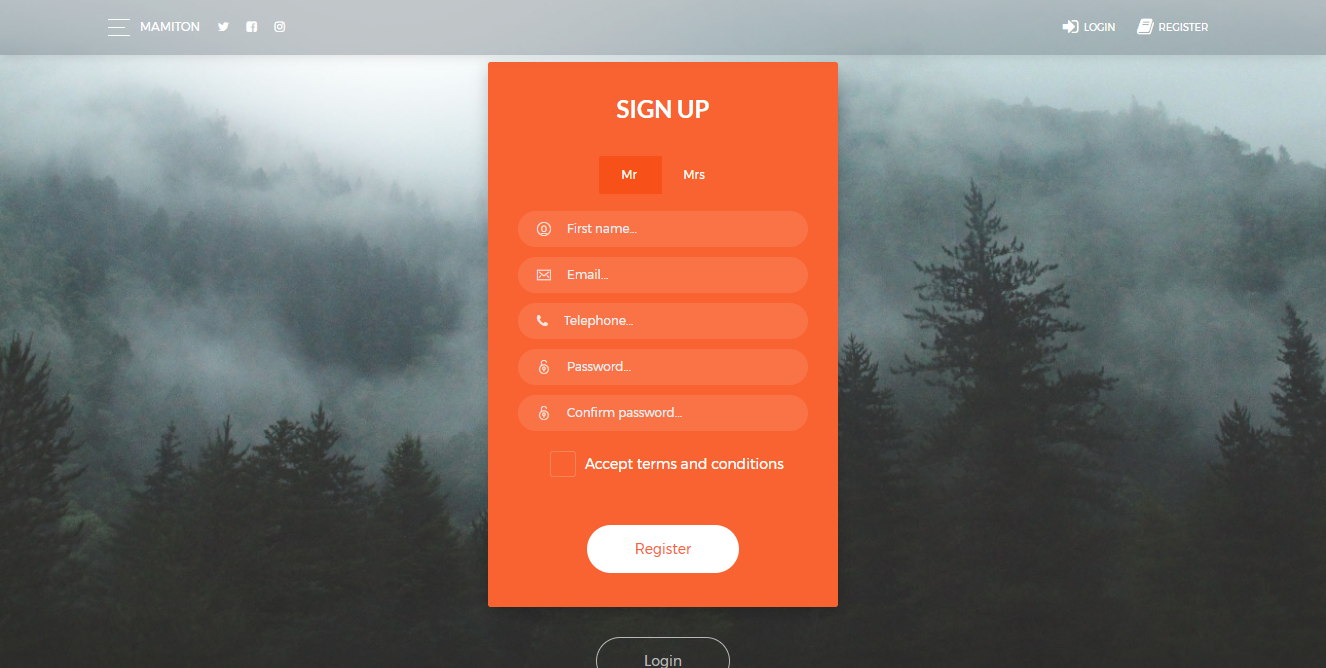 MAMITON
LOGIN REGISTER
SIGN UP
Mr Mrs
First name...
Email...
Telephone...
Password...
Confirm password...
Accept terms and conditions
Register
Login